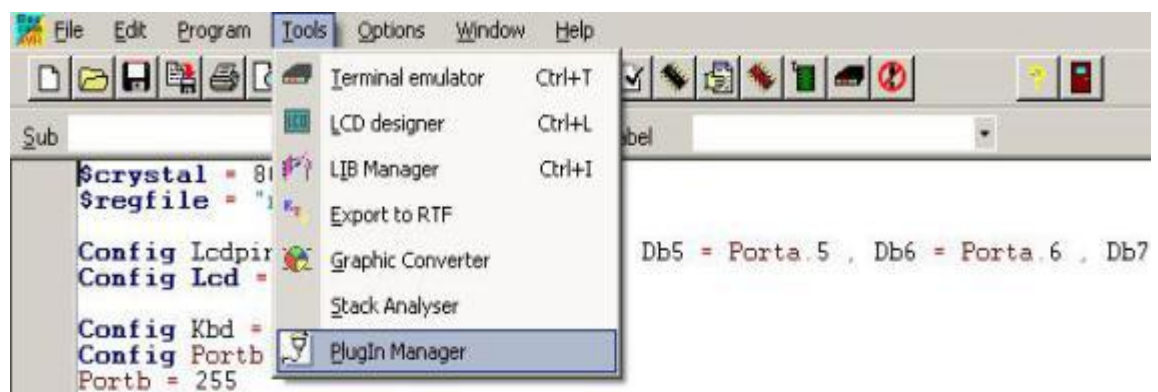 File Edit Program Tools Options Window Help
Terminal emulator Ctrl+T
LCD designer Ctrl+L
Sub
LIB Manager Ctrl+I
Export to RTF
Graphic Converter
Stack Analyser
PlugIn Manager
$crystal = 8
$regfile = "
Config Lcdpin Db5 = Porta.5 , Db6 = Porta.6 , Db7
Config Lcd =
Config Kbd =
Config Portb
Portb = 255